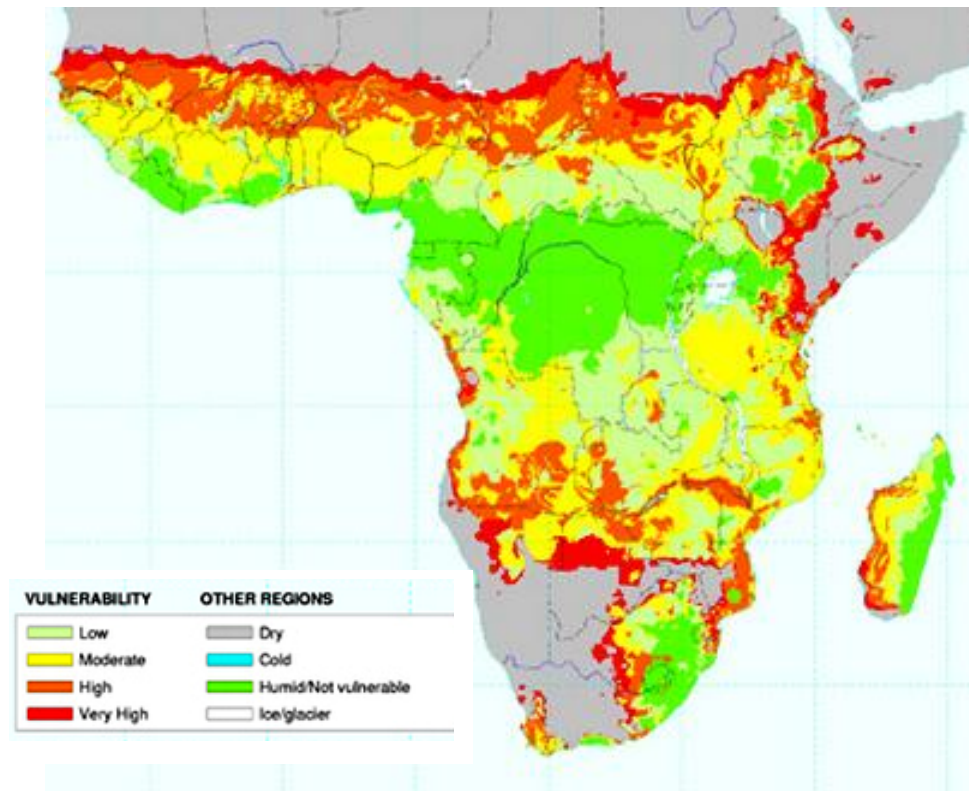 VULNERABILITY OTHER REGIONS
Low Dry
Moderate Cold
High Humid/Not vulnerable
Very High Ice/glacier